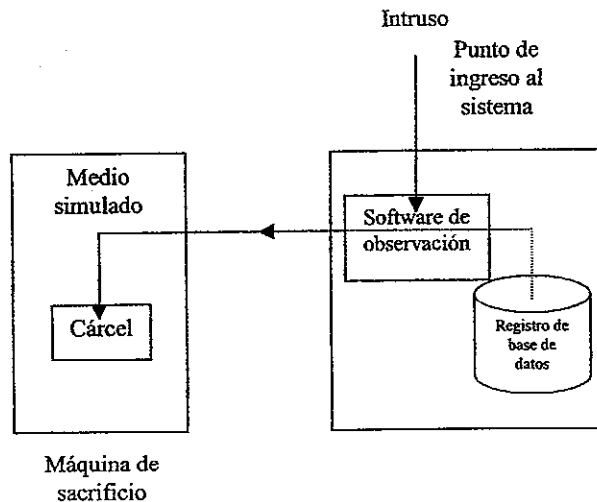 Intruso
Punto de
ingreso al
sistema
Medio
simulado
Software de
observación
Cárcel
Registro de
base de
datos
Máquina de
sacrificio